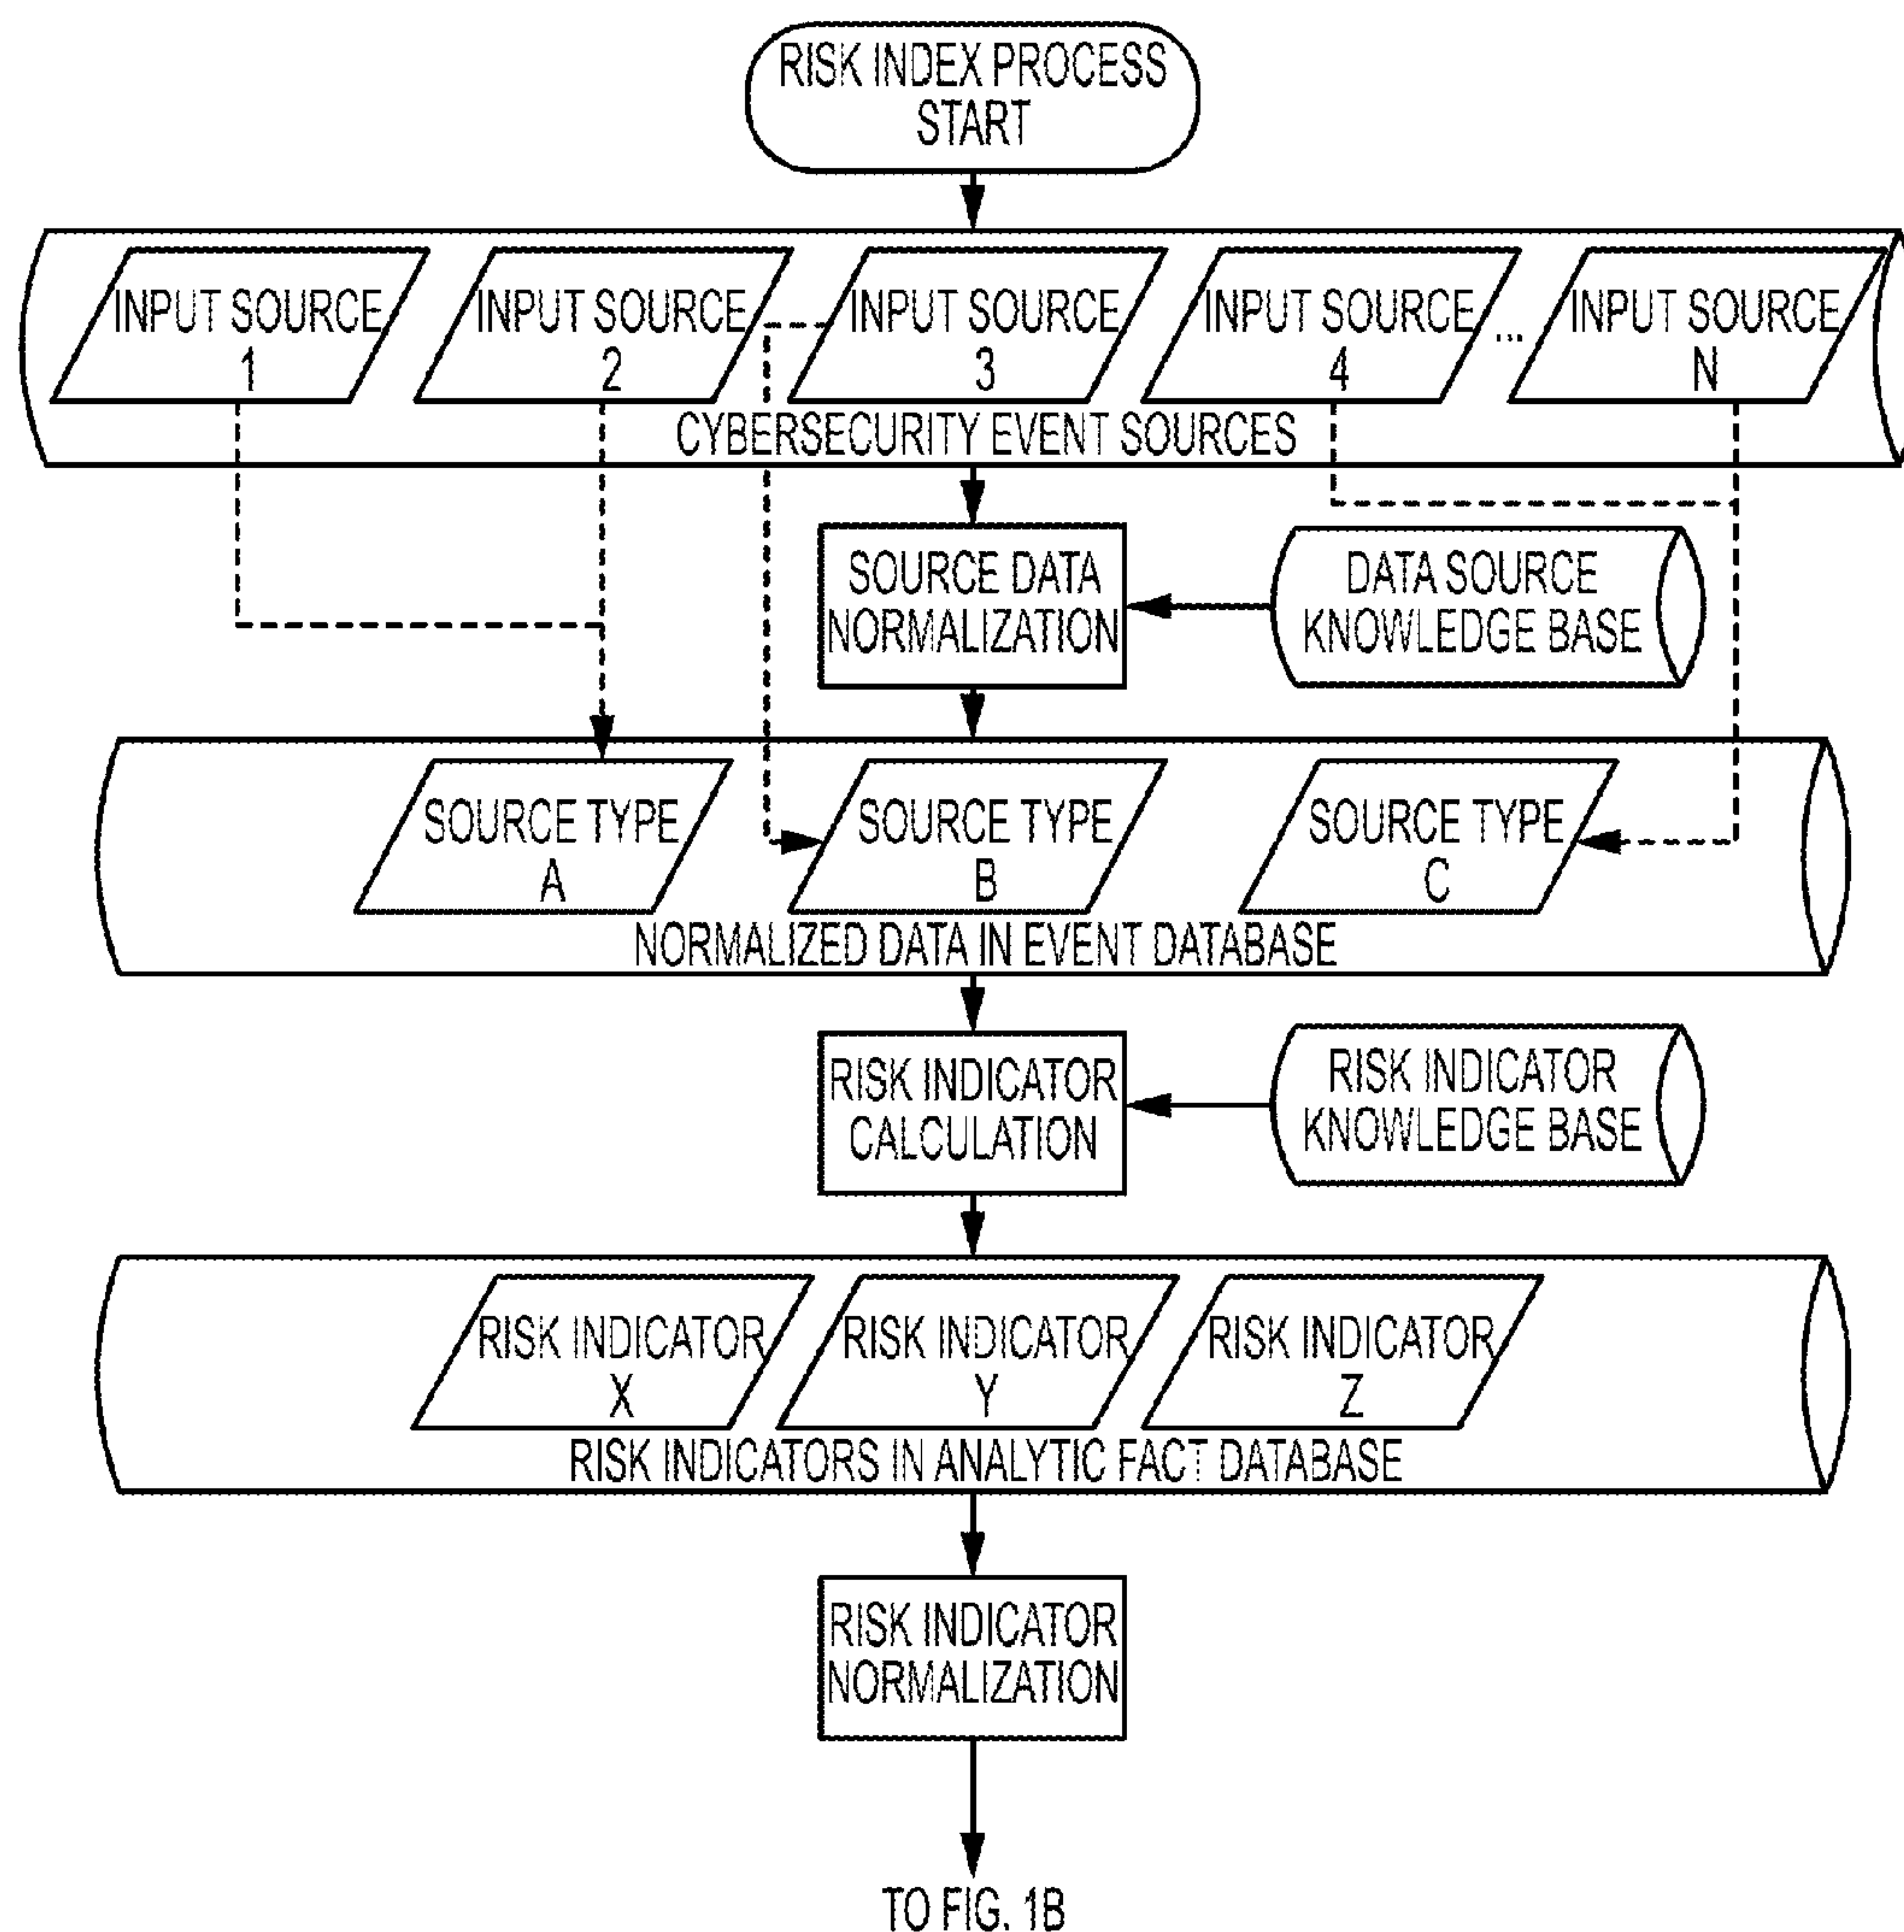 RISK INDEX PROCESS
START
INPUT SOURCE
1
INPUT SOURCE
2
INPUT SOURCE
3
INPUT SOURCE
4
...
INPUT SOURCE
N
CYBERSECURITY EVENT SOURCES
SOURCE DATA
NORMALIZATION
DATA SOURCE
KNOWLEDGE BASE
SOURCE TYPE
A
SOURCE TYPE
B
SOURCE TYPE
C
NORMALIZED DATA IN EVENT DATABASE
RISK INDICATOR
CALCULATION
RISK INDICATOR
KNOWLEDGE BASE
RISK INDICATOR
X
RISK INDICATOR
Y
RISK INDICATOR
Z
RISK INDICATORS IN ANALYTIC FACT DATABASE
RISK INDICATOR
NORMALIZATION
TO FIG. 1B